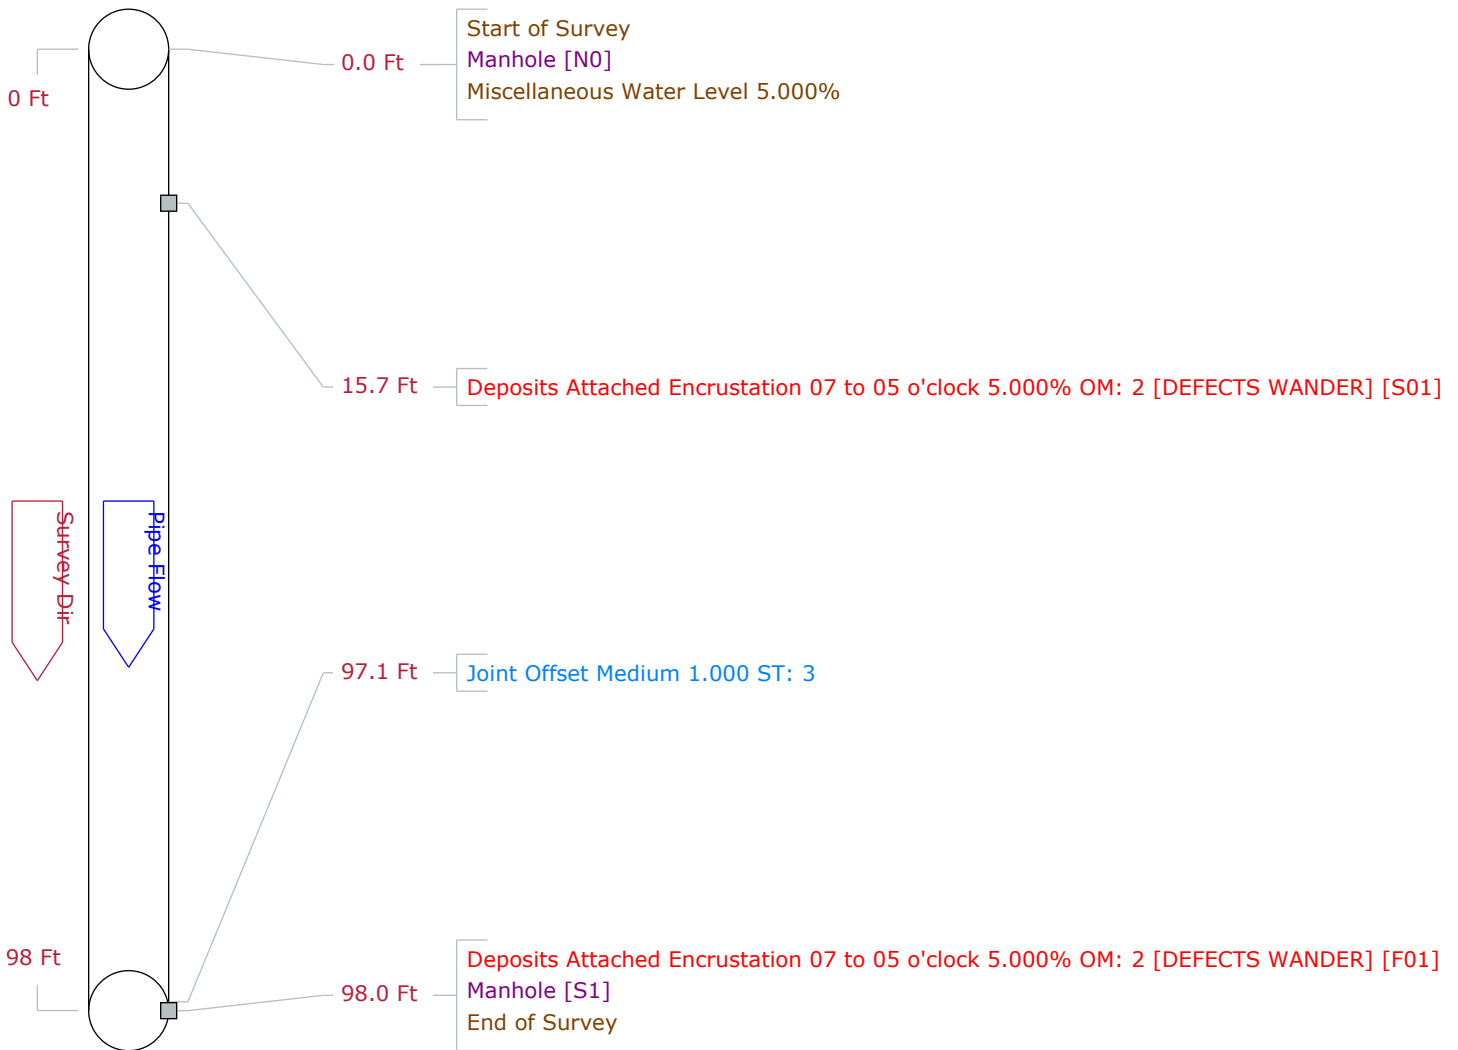 Start of Survey
0.0 Ft
Manhole [N0]
Miscellaneous Water Level 5.000%
0 Ft
15.7 Ft
Deposits Attached Encrustation 07 to 05 o'clock 5.000% OM: 2 [DEFECTS WANDER] [S01]
Survey Dir
Pipe Flow
97.1 Ft
Joint Offset Medium 1.000 ST: 3
98 Ft
Deposits Attached Encrustation 07 to 05 o'clock 5.000% OM: 2 [DEFECTS WANDER] [F01]
98.0 Ft
Manhole [S1]
End of Survey